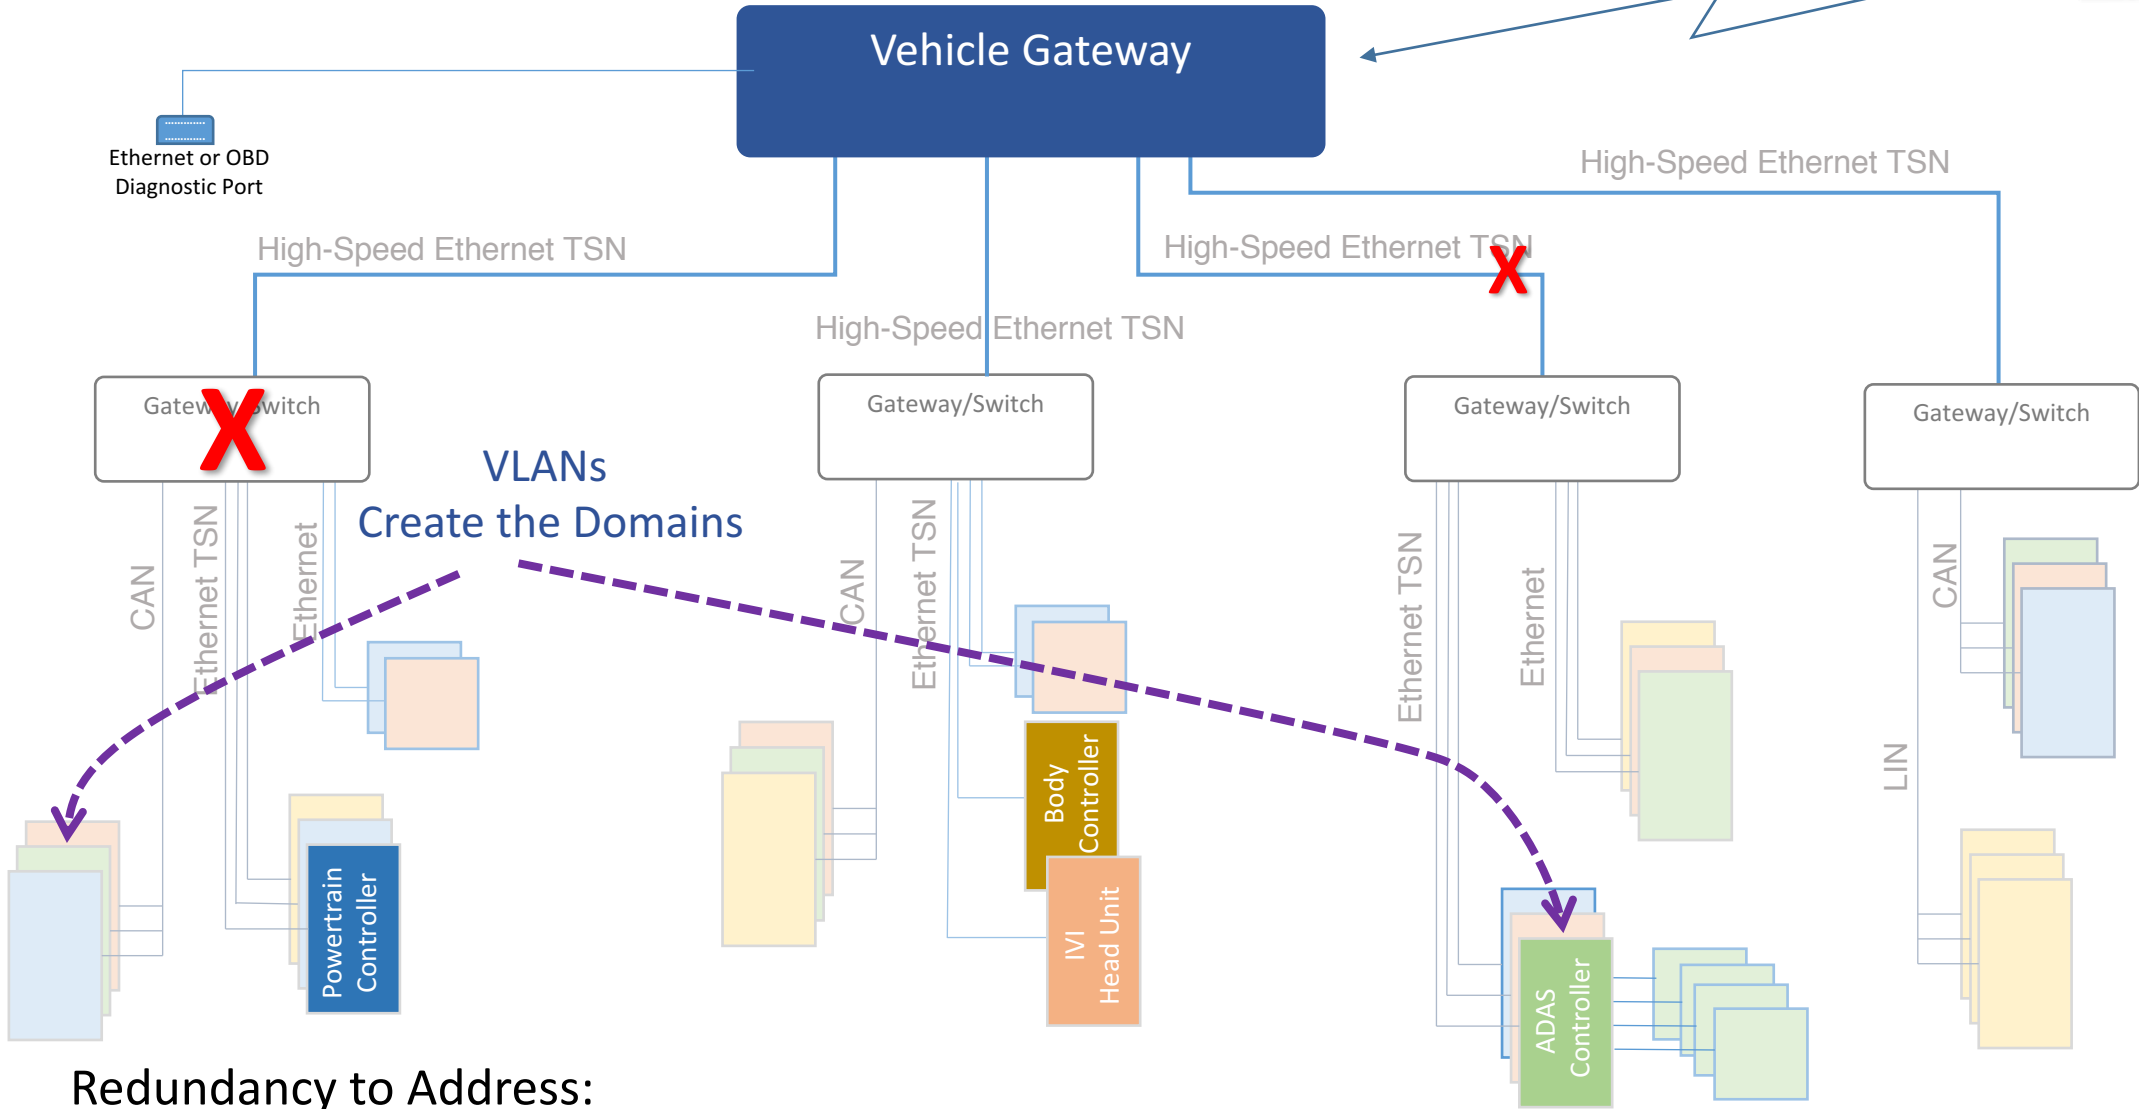 Vehicle Gateway
Ethernet or OBD
Diagnostic Port
High-Speed Ethernet TSN
High-Speed Ethernet TSN
High-Speed Ethernet TSN
High-Speed Ethernet TSN
Gateway/Switch
Gateway/Switch
Gateway/Switch
Gateway/Switch
X
X
VLANs
Create the Domains
CAN
Ethernet TSN
Ethernet
CAN
Ethernet TSN
Ethernet TSN
Ethernet
CAN
LIN
Powertrain
Controller
Body
Controller
IVI
Head Unit
ADAS
Controller
Redundancy to Address: